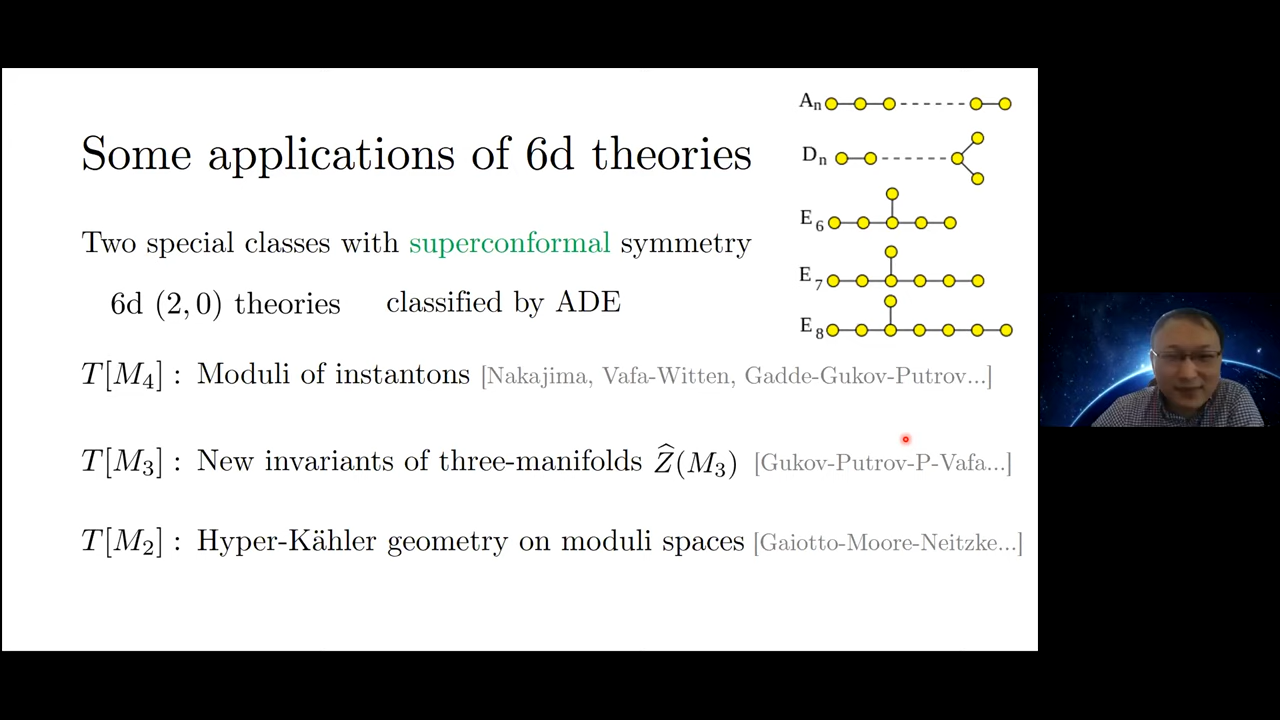 Some applications of 6d theories
Two special classes with superconformal symmetry
6d (2, 0) theories classified by ADE
T[M₄] : Moduli of instantons [Nakajima, Vafa-Witten, Gadde-Gukov-Putrov...]
T[M₃] : New invariants of three-manifolds Ẑ(M₃) [Gukov-Putrov-P-Vafa...]
T[M₂] : Hyper-Kähler geometry on moduli spaces [Gaiotto-Moore-Neitzke...]
Aₙ
Dₙ
E₆
E₇
E₈